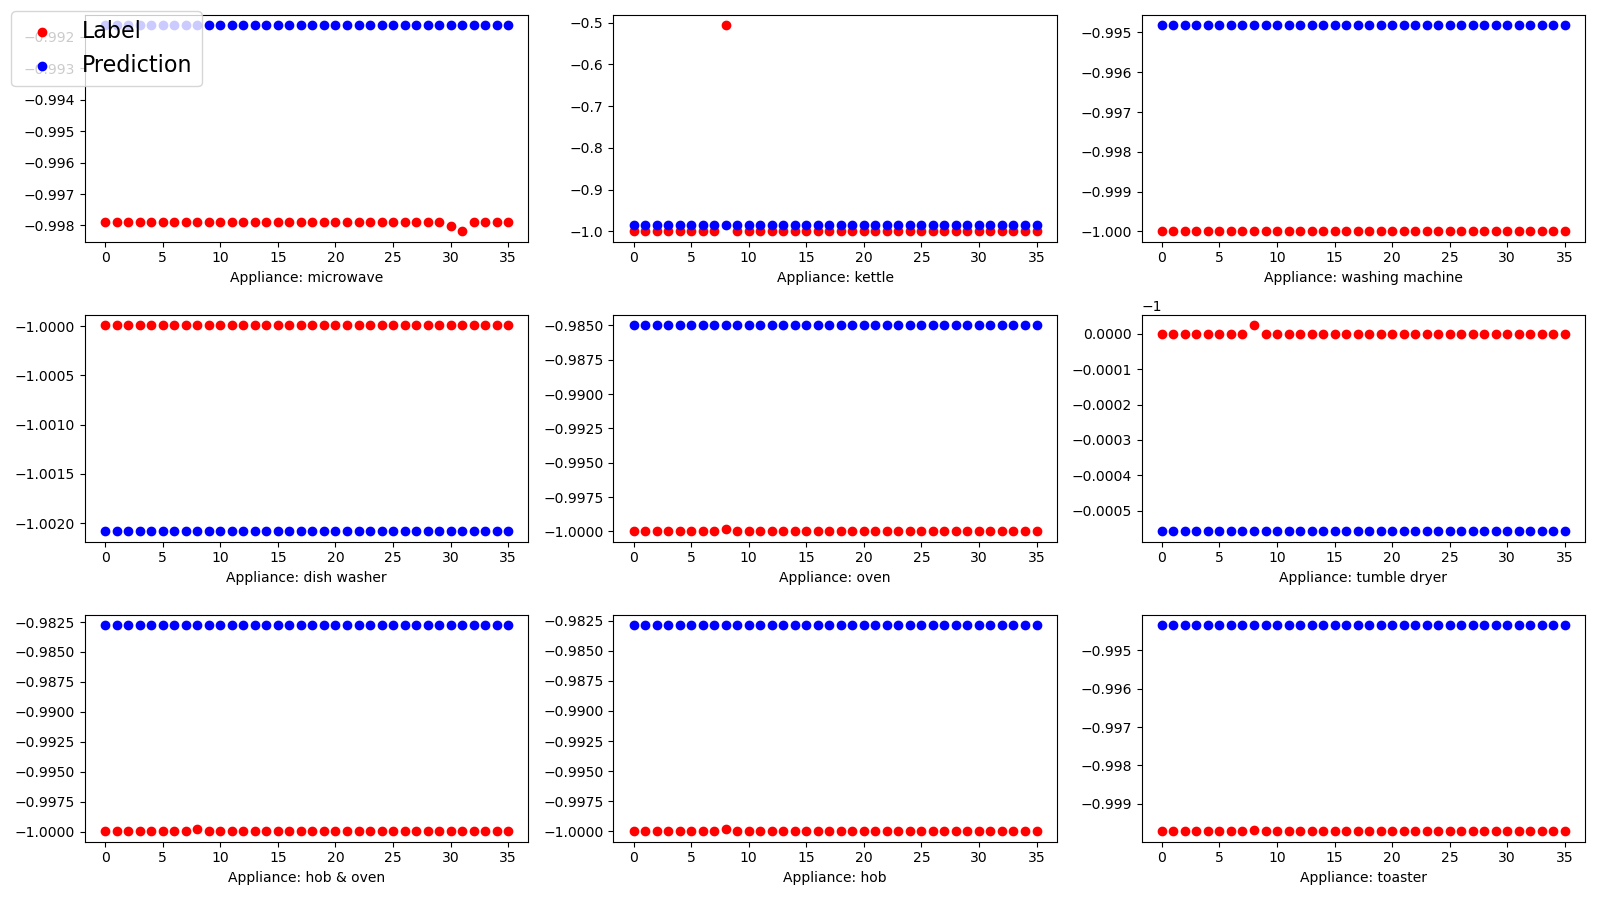 Label
Prediction
−0.992
−0.993
−0.994
−0.995
−0.996
−0.997
−0.998
0 5 10 15 20 25 30 35
Appliance: microwave
−0.5
−0.6
−0.7
−0.8
−0.9
−1.0
0 5 10 15 20 25 30 35
Appliance: kettle
−0.995
−0.996
−0.997
−0.998
−0.999
−1.000
0 5 10 15 20 25 30 35
Appliance: washing machine
−1.0000
−1.0005
−1.0010
−1.0015
−1.0020
0 5 10 15 20 25 30 35
Appliance: dish washer
−0.9850
−0.9875
−0.9900
−0.9925
−0.9950
−0.9975
−1.0000
0 5 10 15 20 25 30 35
Appliance: oven
−1
0.0000
−0.0001
−0.0002
−0.0003
−0.0004
−0.0005
0 5 10 15 20 25 30 35
Appliance: tumble dryer
−0.9825
−0.9850
−0.9875
−0.9900
−0.9925
−0.9950
−0.9975
−1.0000
0 5 10 15 20 25 30 35
Appliance: hob & oven
−0.9825
−0.9850
−0.9875
−0.9900
−0.9925
−0.9950
−0.9975
−1.0000
0 5 10 15 20 25 30 35
Appliance: hob
−0.995
−0.996
−0.997
−0.998
−0.999
0 5 10 15 20 25 30 35
Appliance: toaster